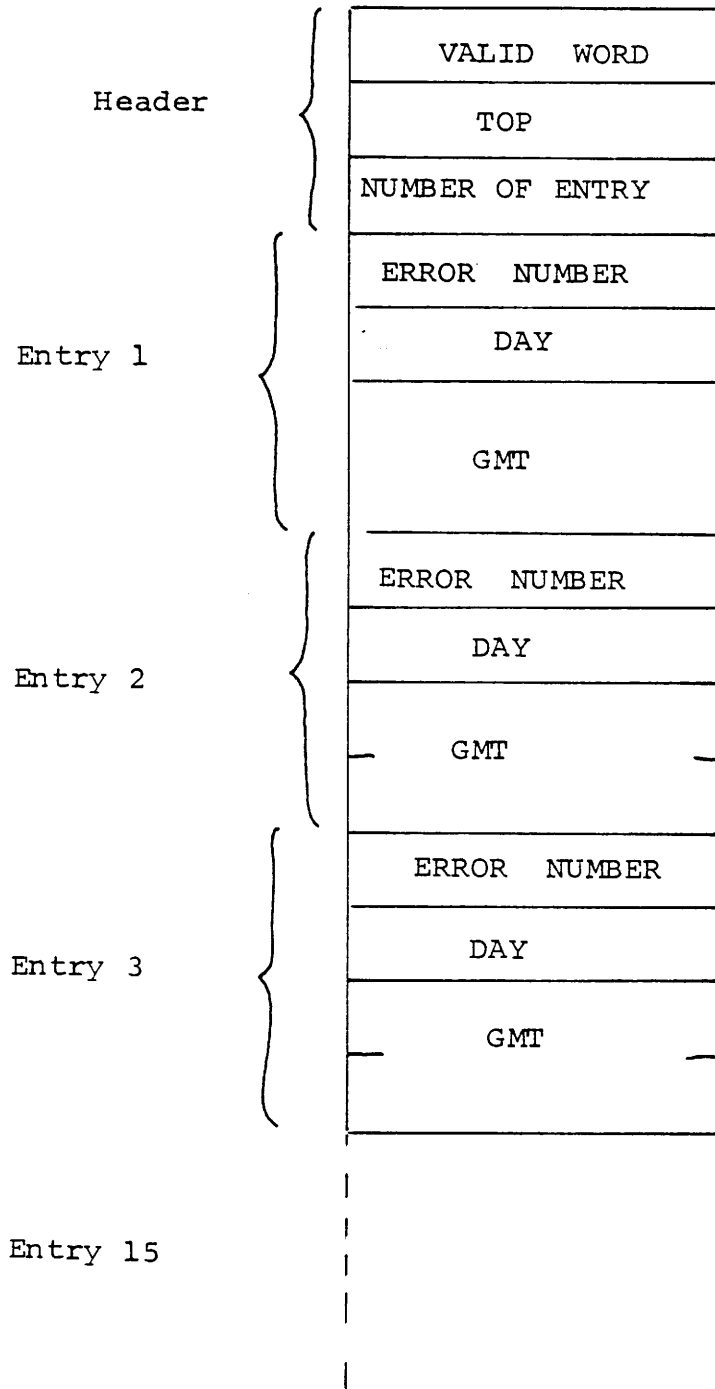 VALID WORD
Header
TOP
NUMBER OF ENTRY
ERROR NUMBER
Entry 1
DAY
GMT
ERROR NUMBER
Entry 2
DAY
GMT
ERROR NUMBER
Entry 3
DAY
GMT
Entry 15